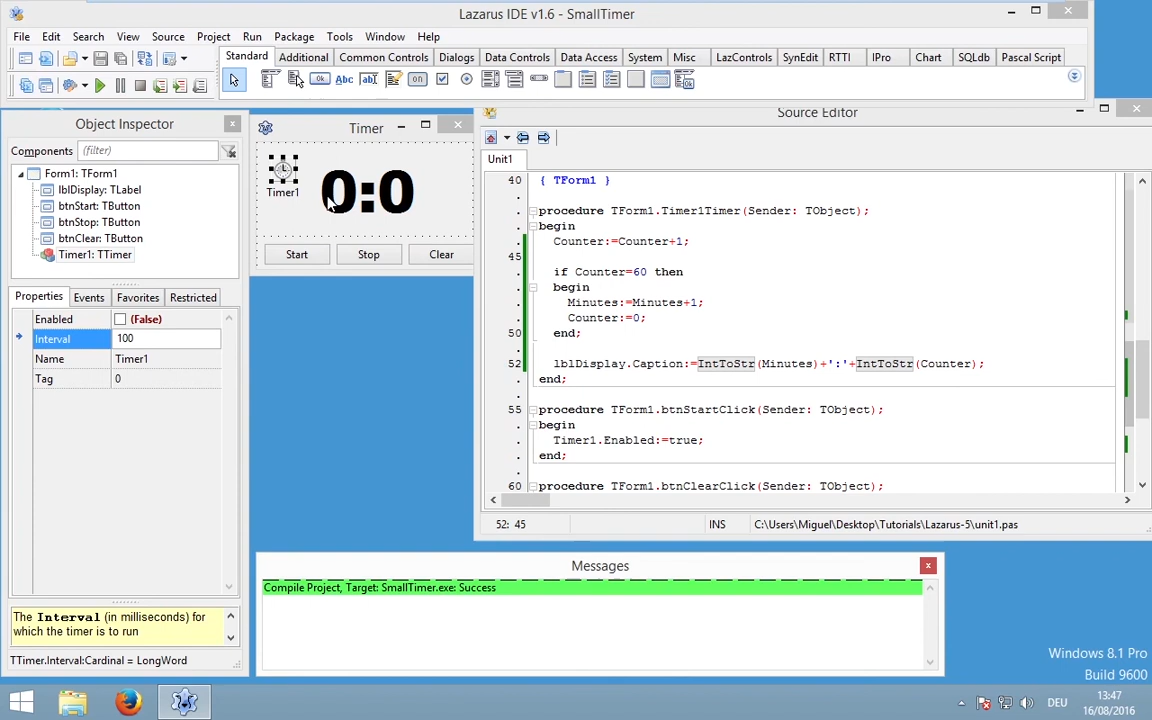 Lazarus IDE v1.6 - SmallTimer
File Edit Search View Source Project Run Package Tools Window Help
Standard Additional Common Controls Dialogs Data Controls Data Access System Misc LazControls SynEdit RTTI IPro Chart SQLdb Pascal Script
Ok Abc ab on
Object Inspector
Components (filter)
Form1: TForm1
lblDisplay: TLabel
btnStart: TButton
btnStop: TButton
btnClear: TButton
Timer1: TTimer
Properties Events Favorites Restricted
Enabled (False)
Interval 100
Name Timer1
Tag 0
The Interval (in milliseconds) for
which the timer is to run
TTimer.Interval:Cardinal = LongWord
Timer
Timer1
0:0
Start Stop Clear
Source Editor
Unit1
40 { TForm1 }
.
. procedure TForm1.Timer1Timer(Sender: TObject);
. begin
. Counter:=Counter+1;
45
. if Counter=60 then
. begin
. Minutes:=Minutes+1;
. Counter:=0;
50 end;
.
52 lblDisplay.Caption:=IntToStr(Minutes)+':'+IntToStr(Counter);
. end;
.
55 procedure TForm1.btnStartClick(Sender: TObject);
. begin
. Timer1.Enabled:=true;
. end;
.
60 procedure TForm1.btnClearClick(Sender: TObject);
52: 45 INS C:\Users\Miguel\Desktop\Tutorials\Lazarus-5\unit1.pas
Messages
Compile Project, Target: SmallTimer.exe: Success
Windows 8.1 Pro
Build 9600
DEU
13:47
16/08/2016